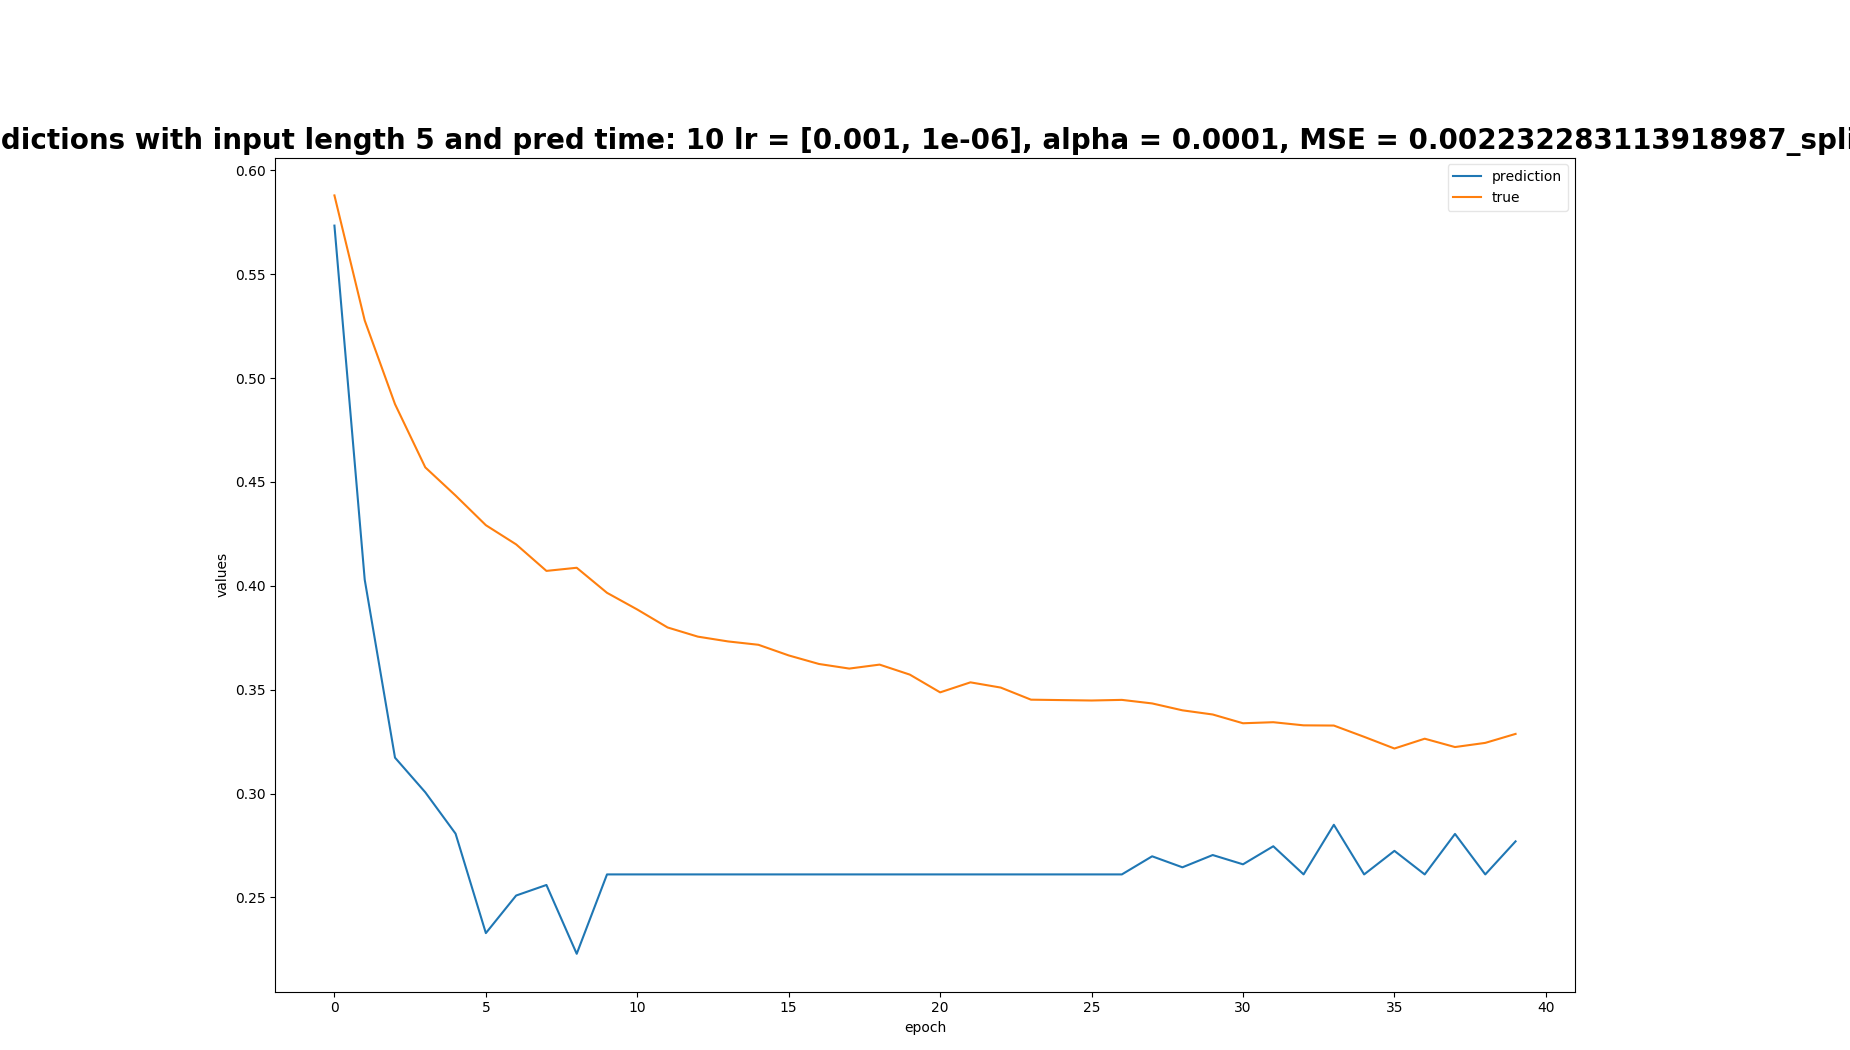 dictions with input length 5 and pred time: 10 lr = [0.001, 1e-06], alpha = 0.0001, MSE = 0.002232283113918987_spli
prediction
true
0.60
0.55
0.50
0.45
0.40
0.35
0.30
0.25
values
0 5 10 15 20 25 30 35 40
epoch